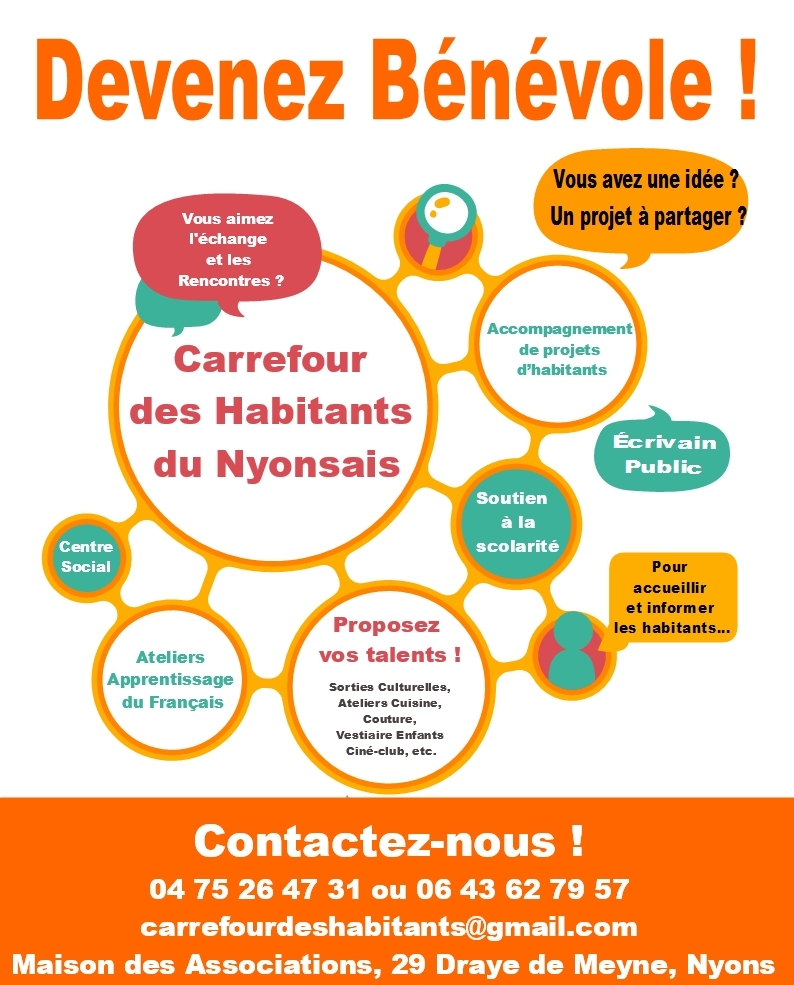 Devenez Bénévole !
Vous avez une idée ?
Un projet à partager ?
Vous aimez
l'échange
et les
Rencontres ?
Accompagnement
de projets
d’habitants
Carrefour
des Habitants
du Nyonsais
Écrivain
Public
Soutien
à la
scolarité
Centre
Social
Pour
accueillir
et informer
les habitants...
Proposez
vos talents !
Sorties Culturelles,
Ateliers Cuisine,
Couture,
Vestiaire Enfants
Ciné-club, etc.
Ateliers
Apprentissage
du Français
Contactez-nous !
04 75 26 47 31 ou 06 43 62 79 57
carrefourdeshabitants@gmail.com
Maison des Associations, 29 Draye de Meyne, Nyons